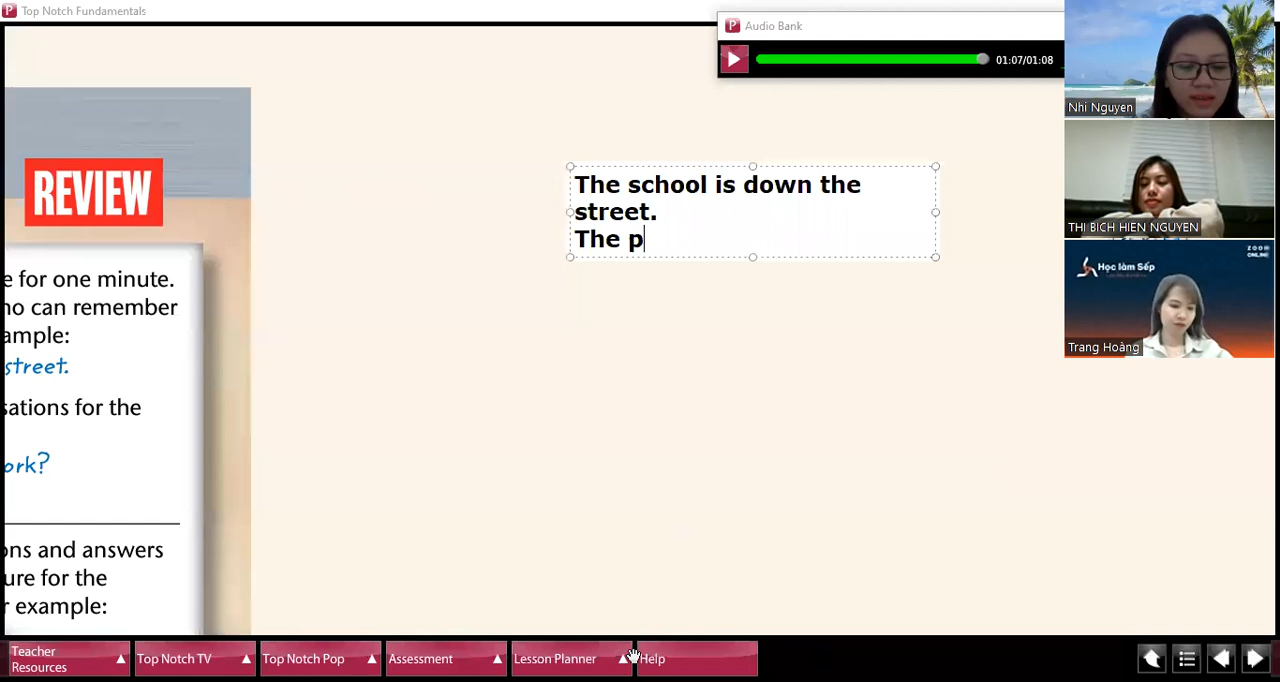 Top Notch Fundamentals
Audio Bank
01:07/01:08
Nhi Nguyen
REVIEW
The school is down the
street.
The p
THI BICH HIEN NGUYEN
ZOOM
ONLINE
Học làm Sếp
Trang Hoàng
e for one minute.
ho can remember
ample:
street.
sations for the
ork?
ons and answers
ure for the
r example:
Teacher
Resources
Top Notch TV
Top Notch Pop
Assessment
Lesson Planner
Help